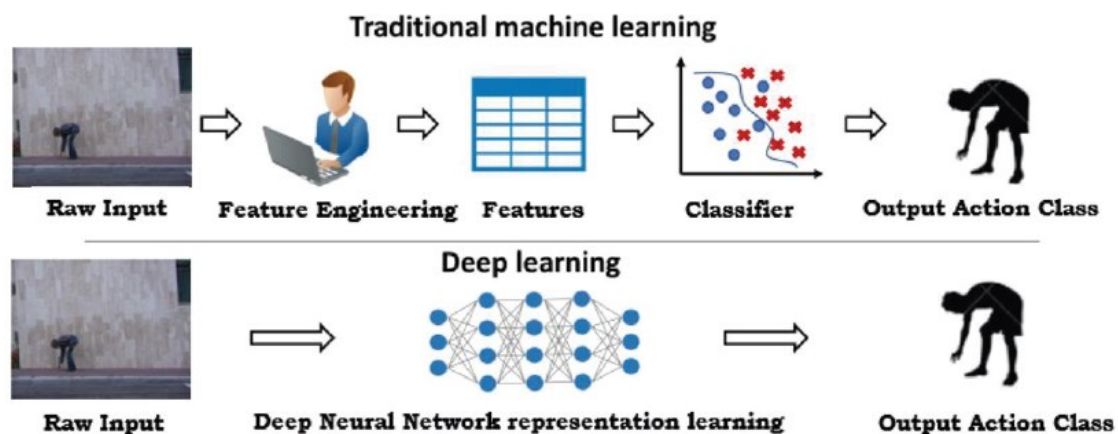 Traditional machine learning
Raw Input
Feature Engineering
Features
Classifier
Output Action Class
Deep learning
Raw Input
Deep Neural Network representation learning
Output Action Class